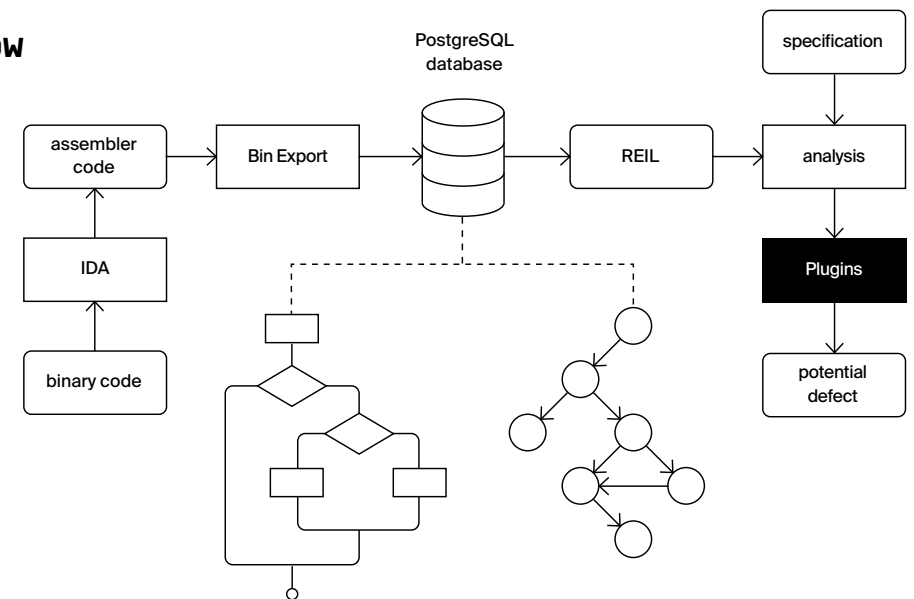 ow
PostgreSQL
database
specification
assembler
code
Bin Export
REIL
analysis
IDA
Plugins
binary code
potential
defect